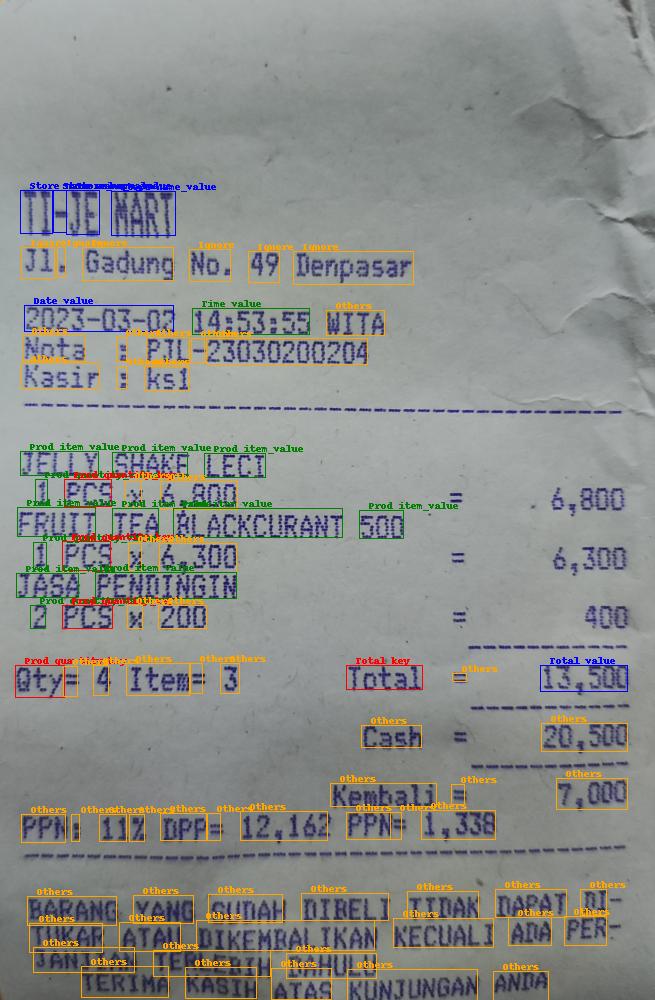 TI-JE MART
Jl. Gadung No. 49 Denpasar
2023-03-02 14:53:55 WITA
Nota : PJL-23030200204
Kasir : ks1
JELLY SHAKE LECI
1 PCS x 6,800 = 6,800
FRUIT TEA BLACKCURANT 500
1 PCS x 6,300 = 6,300
JASA PENDINGIN
2 PCS x 200 = 400
Qty= 4 Item= 3 Total = 13,500
Cash = 20,500
Kembali = 7,000
PPN: 11% DPP= 12,162 PPN= 1,338
BARANG YANG SUDAH DIBELI TIDAK DAPAT DI-
TUKAR ATAU DIKEMBALIKAN KECUALI ADA PER-
JANJIAN TERLEBIH DAHULU
TERIMA KASIH ATAS KUNJUNGAN ANDA